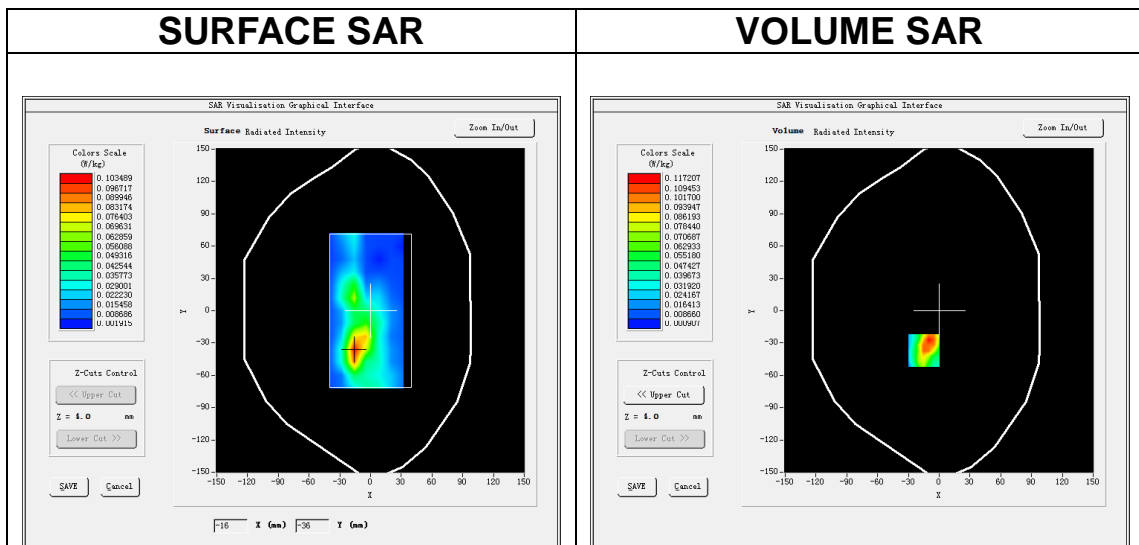 SURFACE SAR
VOLUME SAR
SAR Visualisation Graphical Interface
Surface Radiated Intensity
Zoom In/Out
Colors Scale
(W/kg)
0.103489
0.096717
0.089946
0.083174
0.076403
0.069631
0.062859
0.056088
0.049316
0.042544
0.035773
0.029001
0.022230
0.015458
0.008686
0.001915
150
120
90
60
30
0
-30
-60
-90
-120
-150
Y
-150 -120 -90 -60 -30 0 30 60 90 120 150
X
Z-Cuts Control
<< Upper Cut
Z = 4.0 mm
Lower Cut >>
SAVE Cancel
-16 X (mm) -36 Y (mm)
SAR Visualisation Graphical Interface
Volume Radiated Intensity
Zoom In/Out
Colors Scale
(W/kg)
0.117207
0.109453
0.101700
0.093947
0.086193
0.078440
0.070687
0.062933
0.055180
0.047427
0.039673
0.031920
0.024167
0.016413
0.008660
0.000907
150
120
90
60
30
0
-30
-60
-90
-120
-150
Y
-150 -120 -90 -60 -30 0 30 60 90 120 150
X
Z-Cuts Control
<< Upper Cut
Z = 4.0 mm
Lower Cut >>
SAVE Cancel